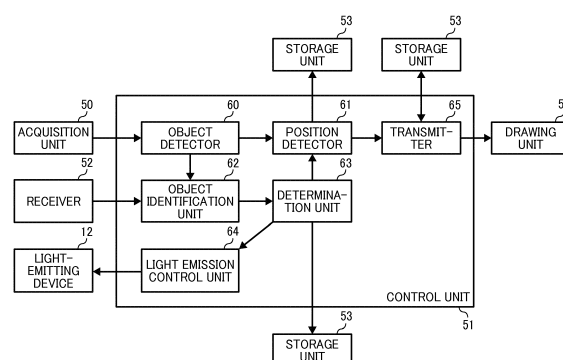 53
STORAGE
UNIT
53
STORAGE
UNIT
50
ACQUISITION
UNIT
60
OBJECT
DETECTOR
61
POSITION
DETECTOR
65
TRANSMIT-
TER
DRAWING
UNIT
52
RECEIVER
62
OBJECT
IDENTIFICATION
UNIT
63
DETERMINA-
TION UNIT
12
LIGHT-
EMITTING
DEVICE
64
LIGHT EMISSION
CONTROL UNIT
CONTROL UNIT
51
53
STORAGE
UNIT